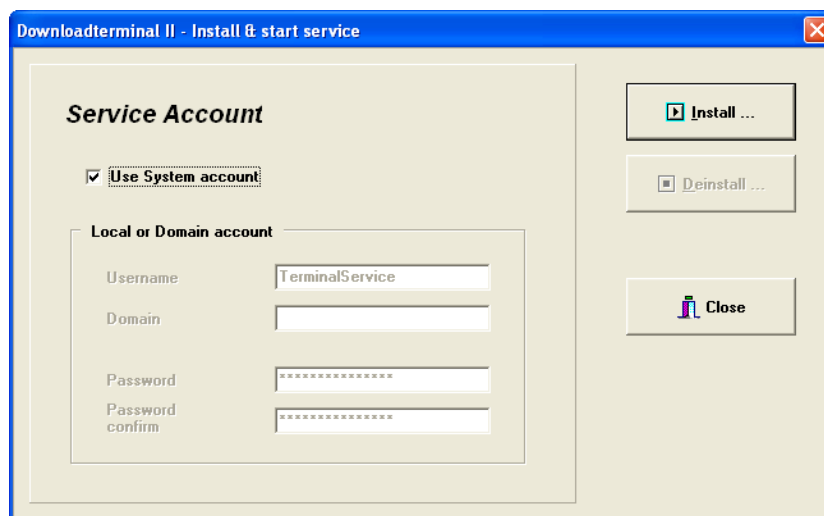 Downloadterminal II - Install & start service
Service Account
Install ...
Use System account
Deinstall ...
Local or Domain account
Username TerminalService
Domain
Close
Password ***************
Password
confirm ***************